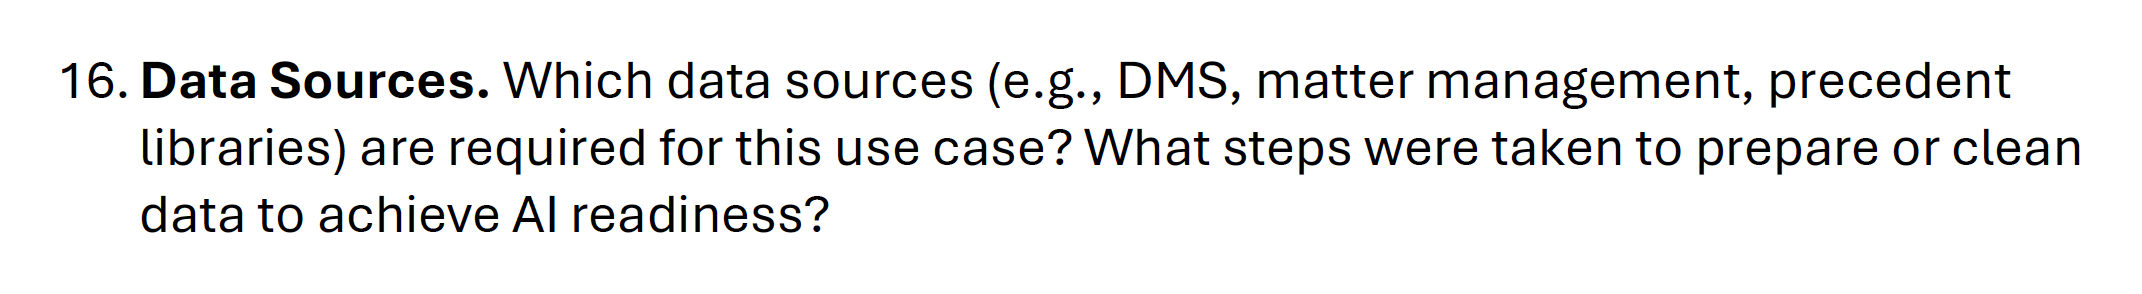 16. Data Sources. Which data sources (e.g., DMS, matter management, precedent
libraries) are required for this use case? What steps were taken to prepare or clean
data to achieve AI readiness?